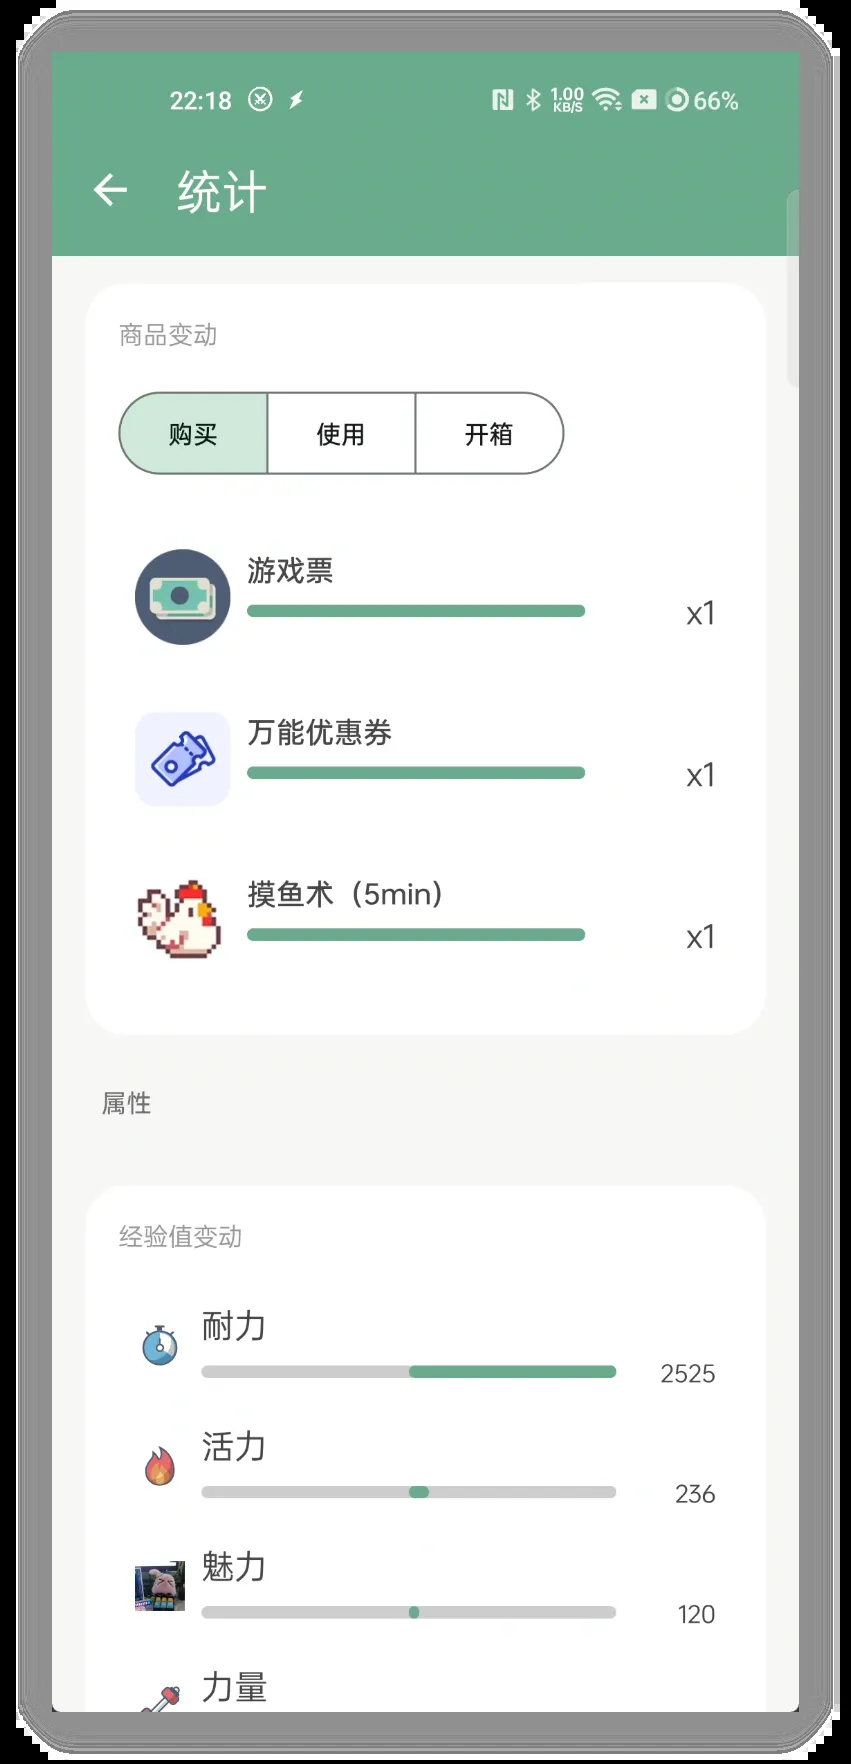 22:18 1.00 KB/S 66%
统计
商品变动
购买 使用 开箱
游戏票
x1
万能优惠券
x1
摸鱼术（5min）
x1
属性
经验值变动
耐力
2525
活力
236
魅力
120
力量